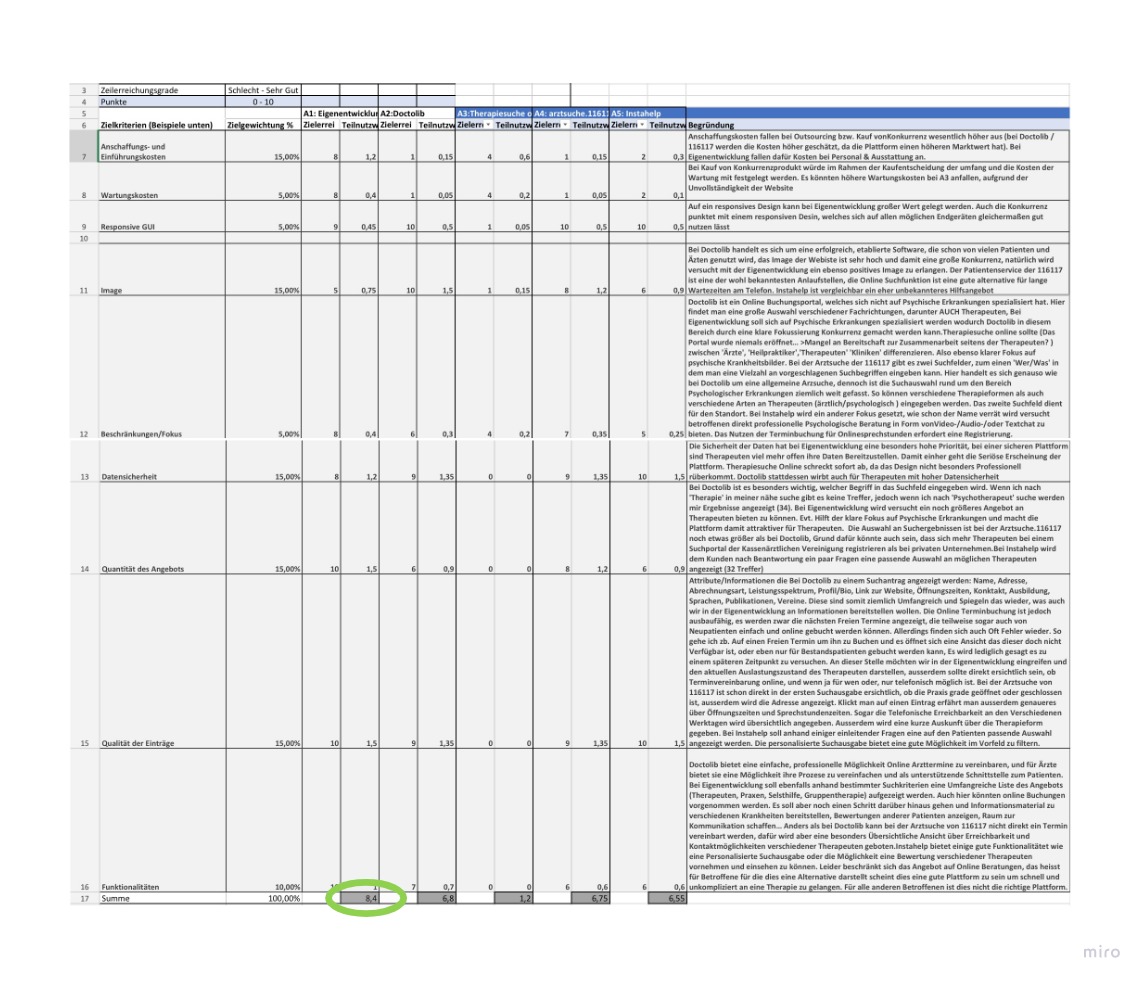 3 Zeilerreichungsgrade Schlecht - Sehr Gut
4 Punkte 0 - 10
5 A1: Eigenentwicklur A2:Doctolib A3:Therapiesuche o A4: arztsuche.1161: A5: Instahelp
6 Zielkriterien (Beispiele unten) Zielgewichtung % Zielerrei Teilnutzw Zielerrei Teilnutzw Zielerrn Teilnutzw Zielerrn Teilnutzw Zielerrn Teilnutzw Begründung
Anschaffungskosten fallen bei Outsourcing bzw. Kauf vonKonkurrenz wesentlich höher aus (bei Doctolib /
Anschaffungs- und 116117 werden die Kosten höher geschätzt, da die Plattform einen höheren Marktwert hat). Bei
7 Einführungskosten 15,00% 8 1,2 1 0,15 4 0,6 1 0,15 2 0,3 Eigenentwicklung fallen dafür Kosten bei Personal & Ausstattung an.
Bei Kauf von Konkurrenzprodukt würde im Rahmen der Kaufentscheidung der umfang und die Kosten der
Wartung mit festgelegt werden. Es könnten höhere Wartungskosten bei A3 anfallen, aufgrund der
8 Wartungskosten 5,00% 8 0,4 1 0,05 4 0,2 1 0,05 2 0,1 Unvollständigkeit der Website
Auf ein responsives Design kann bei Eigenentwicklung großer Wert gelegt werden. Auch die Konkurrenz
punktet mit einem responsiven Desin, welches sich auf allen möglichen Endgeräten gleichermaßen gut
9 Responsive GUI 5,00% 9 0,45 10 0,5 1 0,05 10 0,5 10 0,5 nutzen lässt
10
Bei Doctolib handelt es sich um eine erfolgreich, etablierte Software, die schon von vielen Patienten und
Äzten genutzt wird, das Image der Webiste ist sehr hoch und damit eine große Konkurrenz, natürlich wird
versucht mit der Eigenentwicklung ein ebenso positives Image zu erlangen. Der Patientenservice der 116117
ist eine der wohl bekanntesten Anlaufstellen, die Online Suchfunktion ist eine gute alternative für lange
11 Image 15,00% 5 0,75 10 1,5 1 0,15 8 1,2 6 0,9 Wartezeiten am Telefon. Instahelp ist vergleichbar ein eher unbekannteres Hilfsangebot
Doctolib ist ein Online Buchungsportal, welches sich nicht auf Psychische Erkrankungen spezialisiert hat. Hier
findet man eine große Auswahl verschiedener Fachrichtungen, darunter AUCH Therapeuten, Bei
Eigenentwicklung soll sich auf Psychische Erkrankungen spezialisiert werden wodurch Doctolib in diesem
Bereich durch eine klare Fokussierung Konkurrenz gemacht werden kann.Therapiesuche online sollte (Das
Portal wurde niemals eröffnet... >Mangel an Bereitschaft zur Zusammenarbeit seitens der Therapeuten? )
zwischen 'Ärzte', 'Heilpraktiker','Therapeuten' 'Kliniken' differenzieren. Also ebenso klarer Fokus auf
psychische Krankheitsbilder. Bei der Arztsuche der 116117 gibt es zwei Suchfelder, zum einen 'Wer/Was' in
dem man eine Vielzahl an vorgeschlagenen Suchbegriffen eingeben kann. Hier handelt es sich genauso wie
bei Doctolib um eine allgemeine Arzsuche, dennoch ist die Suchauswahl rund um den Bereich
Psychologischer Erkrankungen ziemlich weit gefasst. So können verschiedene Therapieformen als auch
verschiedene Arten an Therapeuten (ärztlich/psychologisch ) eingegeben werden. Das zweite Suchfeld dient
für den Standort. Bei Instahelp wird ein anderer Fokus gesetzt, wie schon der Name verrät wird versucht
betroffenen direkt professionelle Psychologische Beratung in Form vonVideo-/Audio-/oder Textchat zu
12 Beschränkungen/Fokus 5,00% 8 0,4 6 0,3 4 0,2 7 0,35 5 0,25 bieten. Das Nutzen der Terminbuchung für Onlinesprechstunden erfordert eine Registrierung.
Die Sicherheit der Daten hat bei Eigenentwicklung eine besonders hohe Priorität, bei einer sicheren Plattform
sind Therapeuten viel mehr offen ihre Daten Bereitzustellen. Damit einher geht die Seriöse Erscheinung der
Plattform. Therapiesuche Online schreckt sofort ab, da das Design nicht besonders Professionell
13 Datensicherheit 15,00% 8 1,2 9 1,35 0 0 9 1,35 10 1,5 rüberkommt. Doctolib stattdessen wirbt auch für Therapeuten mit hoher Datensicherheit
Bei Doctolib ist es besonders wichtig, welcher Begriff in das Suchfeld eingegeben wird. Wenn ich nach
'Therapie' in meiner nähe suche gibt es keine Treffer, jedoch wenn ich nach 'Psychotherapeut' suche werden
mir Ergebnisse angezeigt (34). Bei Eigenentwicklung wird versucht ein noch größeres Angebot an
Therapeuten bieten zu können. Evt. Hilft der klare Fokus auf Psychische Erkrankungen und macht die
Plattform damit attraktiver für Therapeuten. Die Auswahl an Suchergebnissen ist bei der Arztsuche.116117
noch etwas größer als bei Doctolib, Grund dafür könnte auch sein, dass sich mehr Therapeuten bei einem
Suchportal der Kassenärztlichen Vereinigung registrieren als bei privaten Unternehmen.Bei Instahelp wird
dem Kunden nach Beantwortung ein paar Fragen eine passende Auswahl an möglichen Therapeuten
14 Quantität des Angebots 15,00% 10 1,5 6 0,9 0 0 8 1,2 6 0,9 angezeigt (32 Treffer)
Attribute/Informationen die Bei Doctolib zu einem Suchantrag angezeigt werden: Name, Adresse,
Abrechnungsart, Leistungsspektrum, Profil/Bio, Link zur Website, Öffnungszeiten, Konktakt, Ausbildung,
Sprachen, Publikationen, Vereine. Diese sind somit ziemlich Umfangreich und Spiegeln das wieder, was auch
wir in der Eigenentwicklung an Informationen bereitstellen wollen. Die Online Terminbuchung ist jedoch
ausbaufähig, es werden zwar die nächsten Freien Termine angezeigt, die teilweise sogar auch von
Neupatienten einfach und online gebucht werden können. Allerdings finden sich auch Oft Fehler wieder. So
gehe ich zb. Auf einen Freien Termin um ihn zu Buchen und es öffnet sich eine Ansicht das dieser doch nicht
Verfügbar ist, oder eben nur für Bestandspatienten gebucht werden kann, Es wird lediglich gesagt es zu
einem späteren Zeitpunkt zu versuchen. An dieser Stelle möchten wir in der Eigenentwicklung eingreifen und
den aktuellen Auslastungszustand des Therapeuten darstellen, ausserdem sollte direkt ersichtlich sein, ob
Terminvereinbarung online, und wenn ja für wen oder, nur telefonisch möglich ist. Bei der Arztsuche von
116117 ist schon direkt in der ersten Suchausgabe ersichtlich, ob die Praxis grade geöffnet oder geschlossen
ist, ausserdem wird die Adresse angezeigt. Klickt man auf einen Eintrag erfährt man ausserdem genaueres
über Öffnungszeiten und Sprechstundenzeiten. Sogar die Telefonische Erreichbarkeit an den Verschiedenen
Werktagen wird übersichtlich angegeben. Ausserdem wird eine kurze Auskunft über die Therapieform
gegeben. Bei Instahelp soll anhand einiger einleitender Fragen eine auf den Patienten passende Auswahl
15 Qualität der Einträge 15,00% 10 1,5 9 1,35 0 0 9 1,35 10 1,5 angezeigt werden. Die personalisierte Suchausgabe bietet eine gute Möglichkeit im Vorfeld zu filtern.
Doctolib bietet eine einfache, professionelle Möglichkeit Online Arzttermine zu vereinbaren, und für Ärzte
bietet sie eine Möglichkeit ihre Prozesse zu vereinfachen und als unterstützende Schnittstelle zum Patienten.
Bei Eigenentwicklung soll ebenfalls anhand bestimmter Suchkriterien eine Umfangreiche Liste des Angebots
(Therapeuten, Praxen, Selsthilfe, Gruppentherapie) aufgezeigt werden. Auch hier könnten online Buchungen
vorgenommen werden. Es soll aber noch einen Schritt darüber hinaus gehen und Informationsmaterial zu
verschiedenen Krankheiten bereitstellen, Bewertungen anderer Patienten anzeigen, Raum zur
Kommunikation schaffen... Anders als bei Doctolib kann bei der Arztsuche von 116117 nicht direkt ein Termin
vereinbart werden, dafür wird aber eine besonders Übersichtliche Ansicht über Erreichbarkeit und
Kontaktmöglichkeiten verschiedener Therapeuten geboten.Instahelp bietet einige gute Funktionalitätet wie
eine Personalisierte Suchausgabe oder die Möglichkeit eine Bewertung verschiedener Therapeuten
vornehmen und einsehen zu können. Leider beschränkt sich das Angebot auf Online Beratungen, das heisst
für Betroffene für die dies eine Alternative darstellt scheint dies eine gute Plattform zu sein um schnell und
16 Funktionalitäten 10,00% 1 7 0,7 0 0 6 0,6 6 0,6 unkompliziert an eine Therapie zu gelangen. Für alle anderen Betroffenen ist dies nicht die richtige Plattform.
17 Summe 100,00% 8,4 6,8 1,2 6,75 6,55
miro